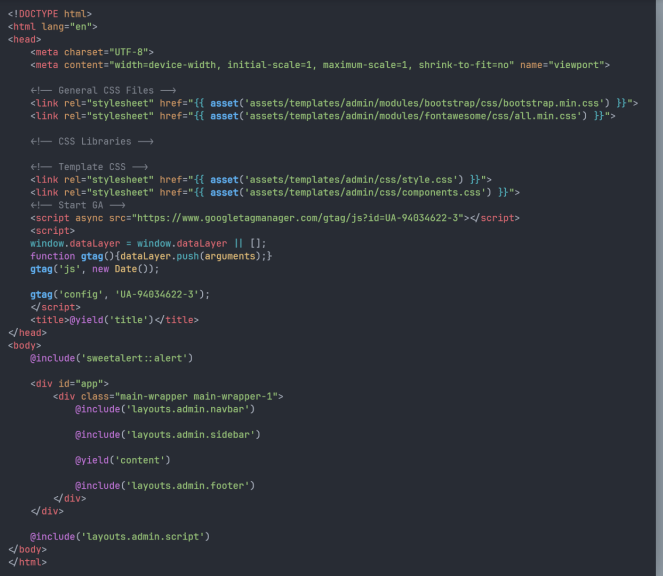 <!DOCTYPE html>
<html lang="en">
<head>
    <meta charset="UTF-8">
    <meta content="width=device-width, initial-scale=1, maximum-scale=1, shrink-to-fit=no" name="viewport">

    <!-- General CSS Files -->
    <link rel="stylesheet" href="{{ asset('assets/templates/admin/modules/bootstrap/css/bootstrap.min.css') }}">
    <link rel="stylesheet" href="{{ asset('assets/templates/admin/modules/fontawesome/css/all.min.css') }}">

    <!-- CSS Libraries -->

    <!-- Template CSS -->
    <link rel="stylesheet" href="{{ asset('assets/templates/admin/css/style.css') }}">
    <link rel="stylesheet" href="{{ asset('assets/templates/admin/css/components.css') }}">
    <!-- Start GA -->
    <script async src="https://www.googletagmanager.com/gtag/js?id=UA-94034622-3"></script>
    <script>
    window.dataLayer = window.dataLayer || [];
    function gtag(){dataLayer.push(arguments);}
    gtag('js', new Date());

    gtag('config', 'UA-94034622-3');
    </script>
    <title>@yield('title')</title>
</head>
<body>
    @include('sweetalert::alert')

    <div id="app">
        <div class="main-wrapper main-wrapper-1">
            @include('layouts.admin.navbar')

            @include('layouts.admin.sidebar')

            @yield('content')

            @include('layouts.admin.footer')
        </div>
    </div>

    @include('layouts.admin.script')
</body>
</html>